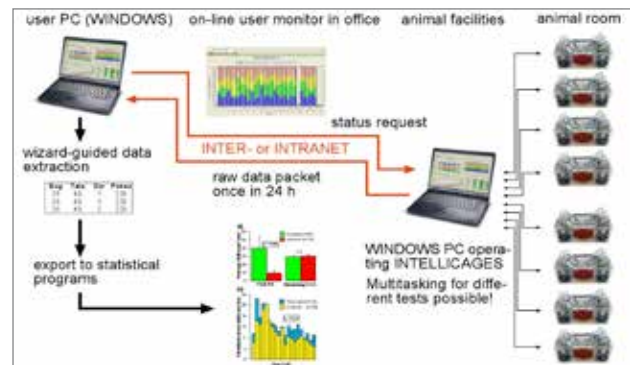 user PC (WINDOWS)
on-line user monitor in office
animal facilities
animal room
status request
INTER- or INTRANET
raw data packet
once in 24 h
wizard-guided data
extraction
export to statistical
programs
WINDOWS PC opera-
ting INTELLICAGES
Multitasking for dif-
ferent tests possible!